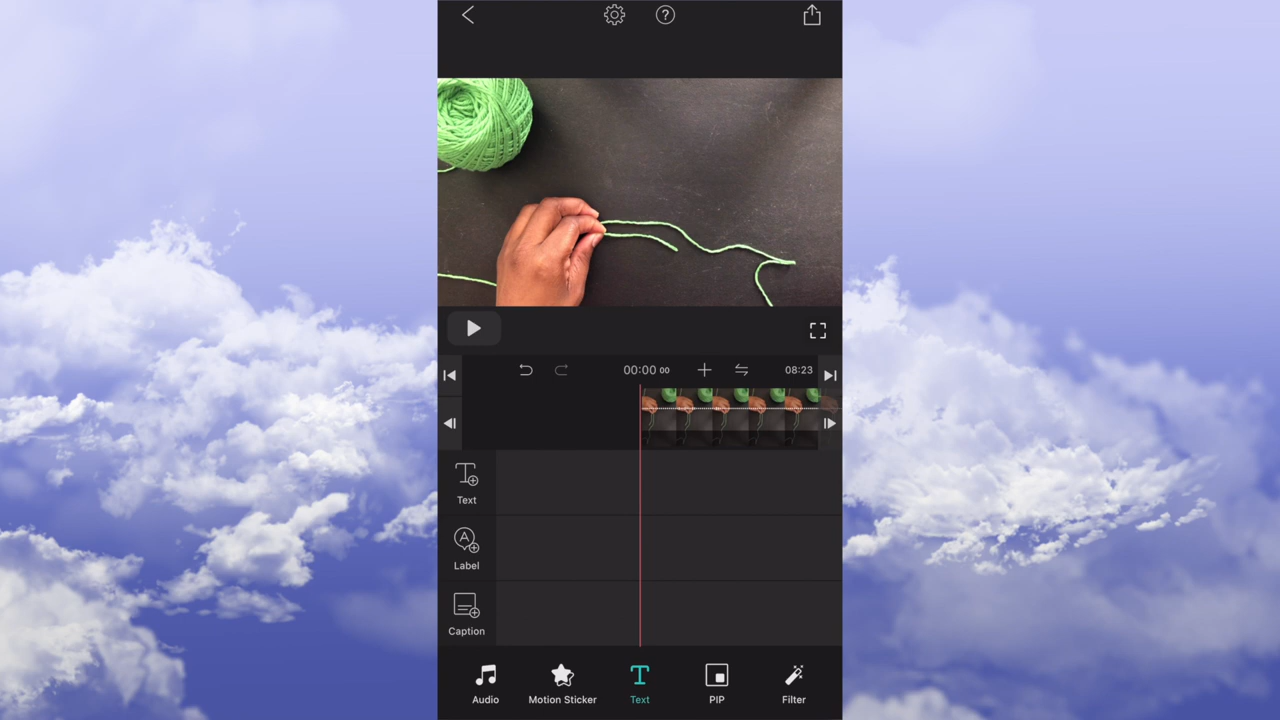 00:00 00
08:23
Text
Label
Caption
Audio
Motion Sticker
Text
PIP
Filter